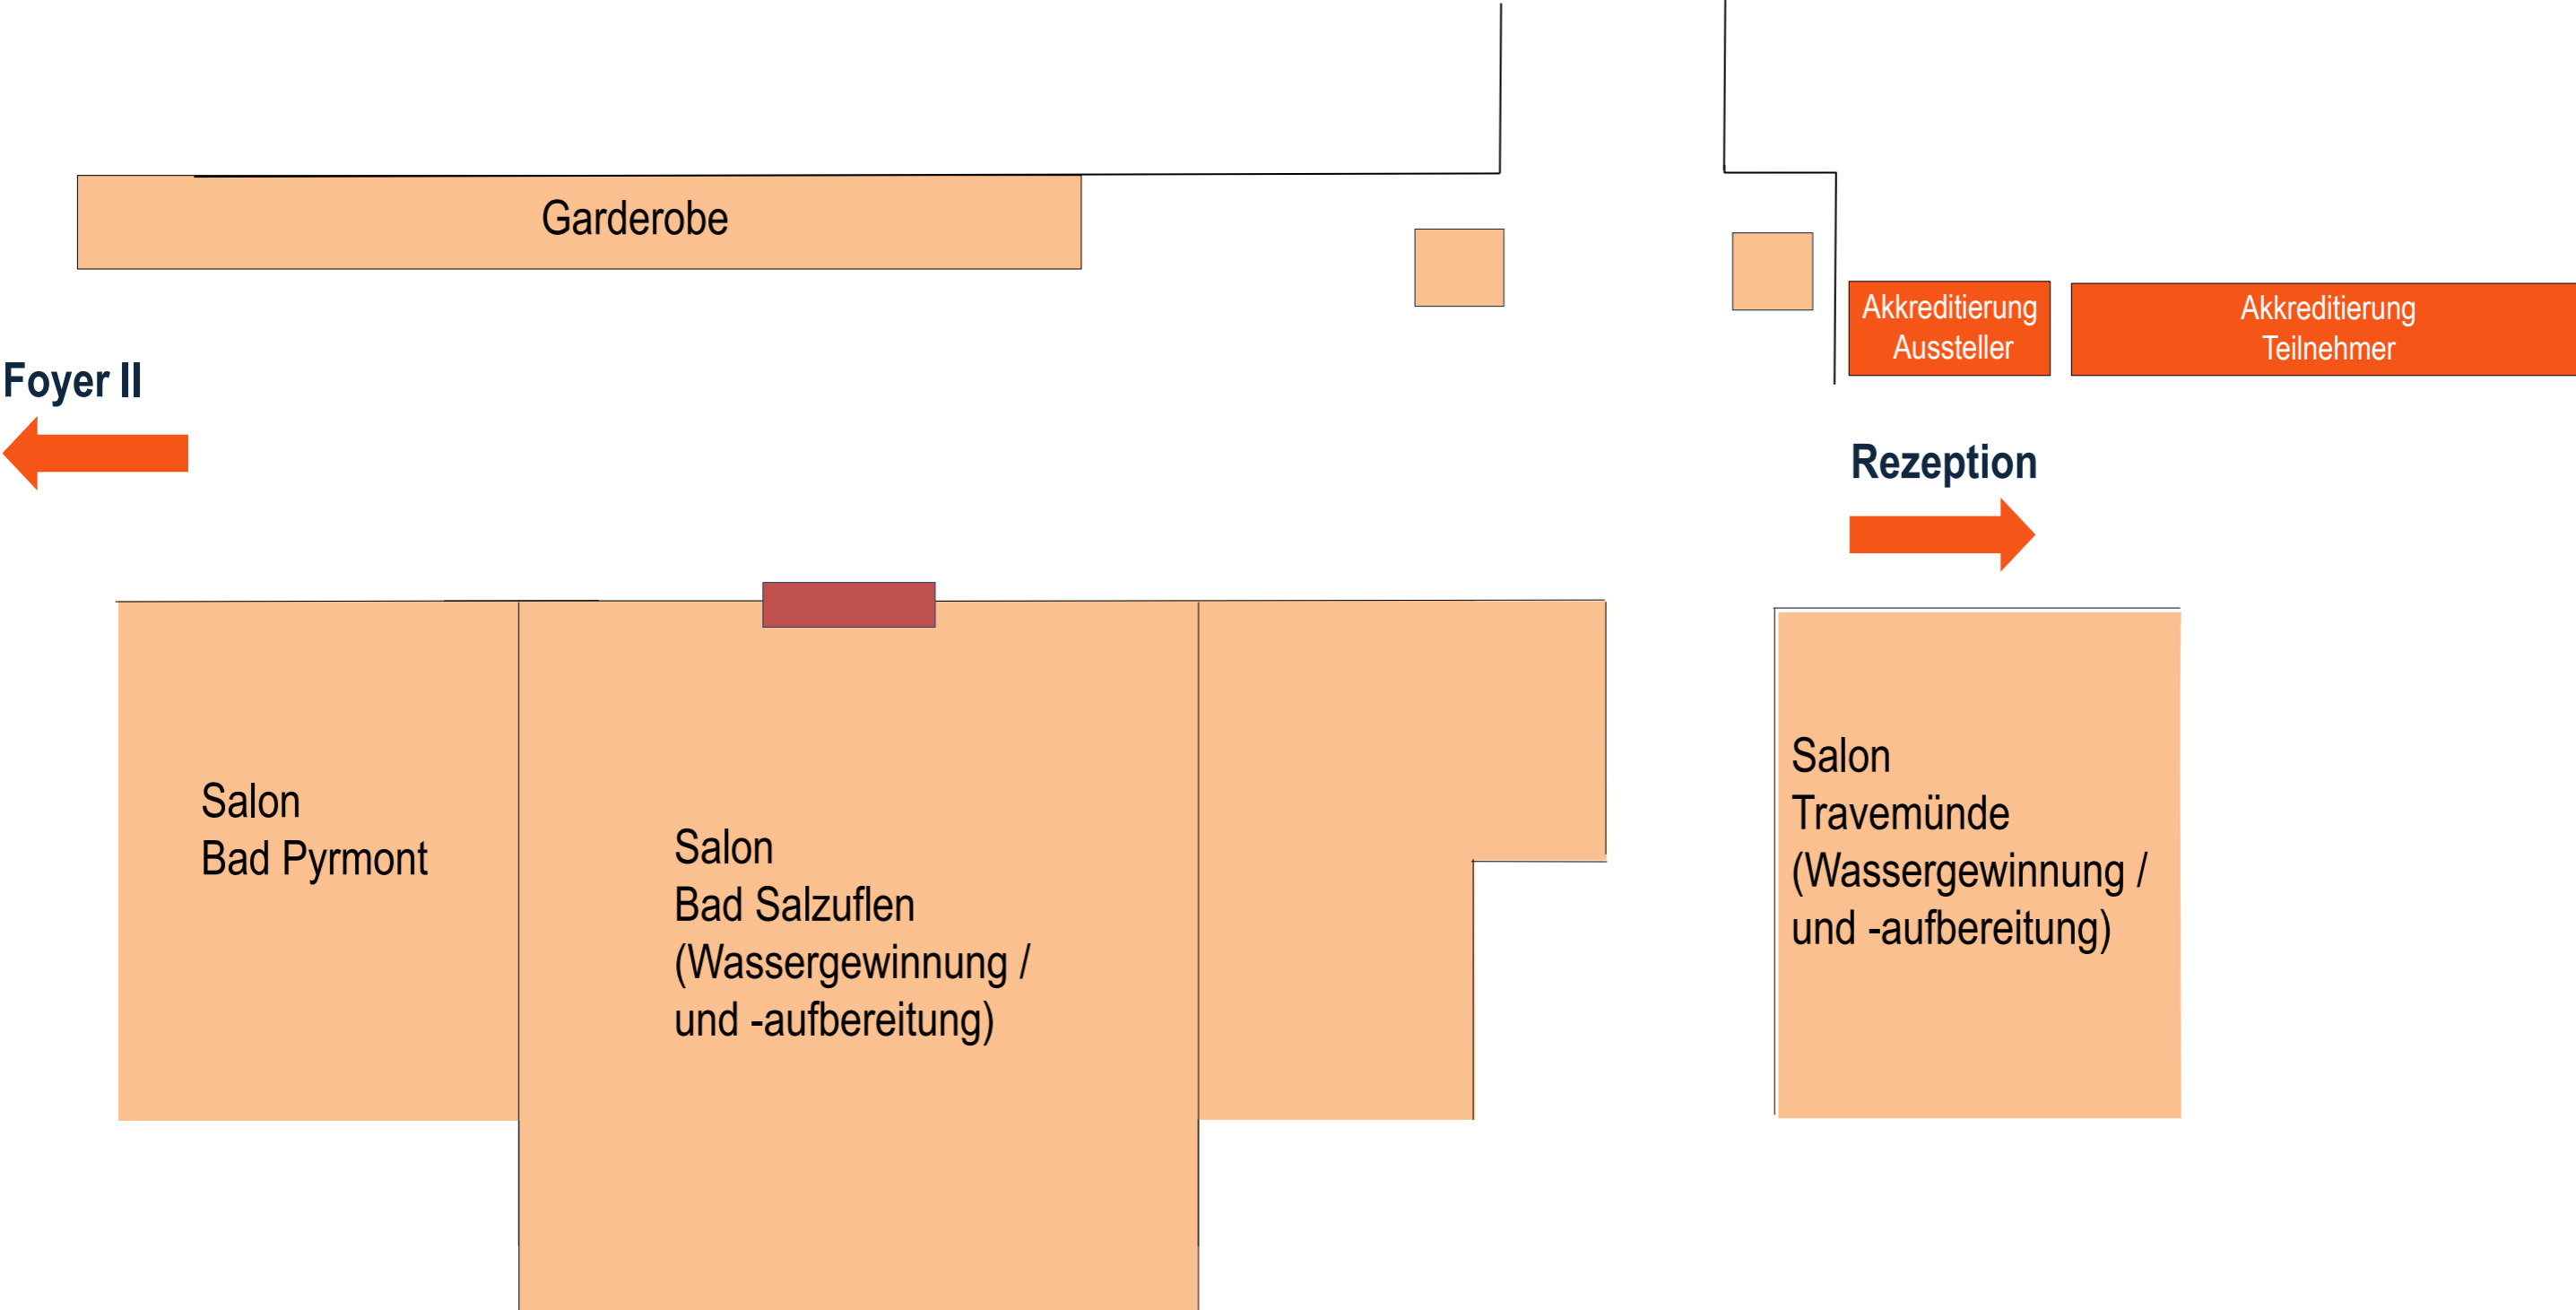 Garderobe
Akkreditierung
Aussteller
Akkreditierung
Teilnehmer
Foyer II
Rezeption
Salon
Bad Pyrmont
Salon
Bad Salzuflen
(Wassergewinnung /
und -aufbereitung)
Salon
Travemünde
(Wassergewinnung /
und -aufbereitung)